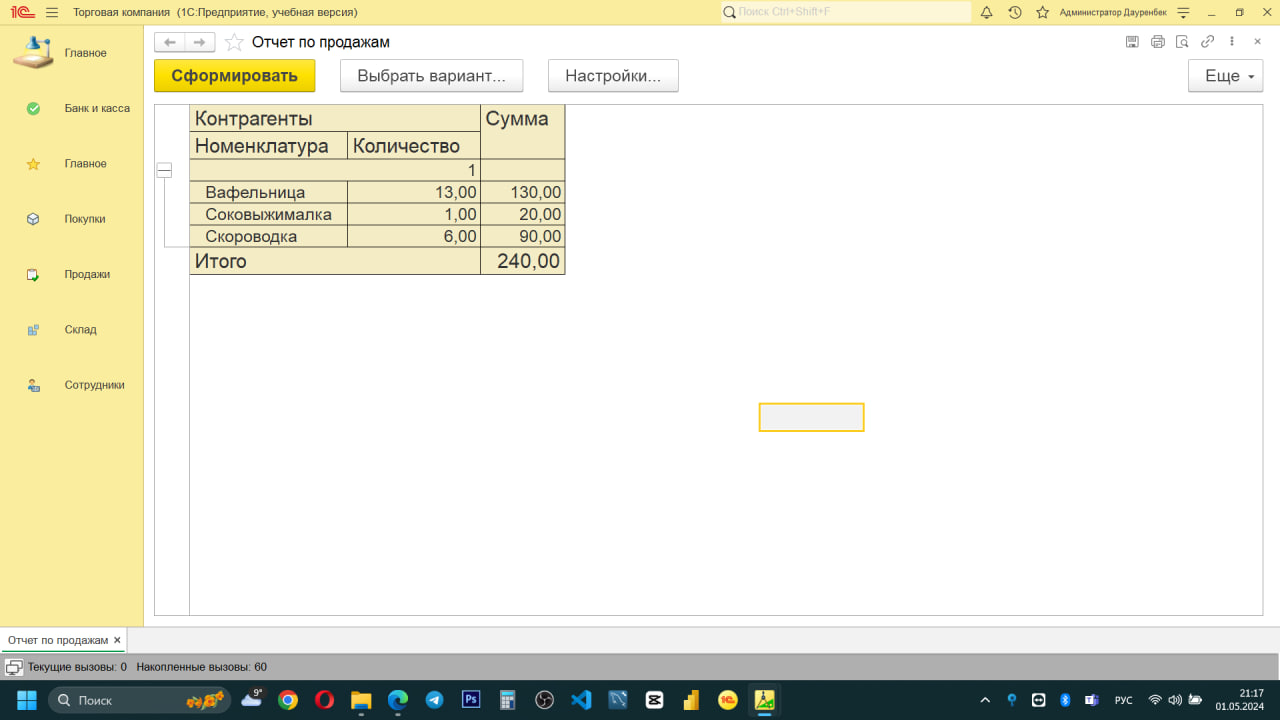 1С Торговая компания (1С:Предприятие, учебная версия) Поиск Ctrl+Shift+F Администратор Дауренбек
Главное
Банк и касса
Главное
Покупки
Продажи
Склад
Сотрудники
Отчет по продажам
Сформировать Выбрать вариант... Настройки... Еще
Контрагенты Сумма
Номенклатура Количество
1
Вафельница 13,00 130,00
Соковыжималка 1,00 20,00
Скороводка 6,00 90,00
Итого 240,00
Отчет по продажам ×
Текущие вызовы: 0 Накопленные вызовы: 60
Поиск 9° Ps РУС 21:17
01.05.2024